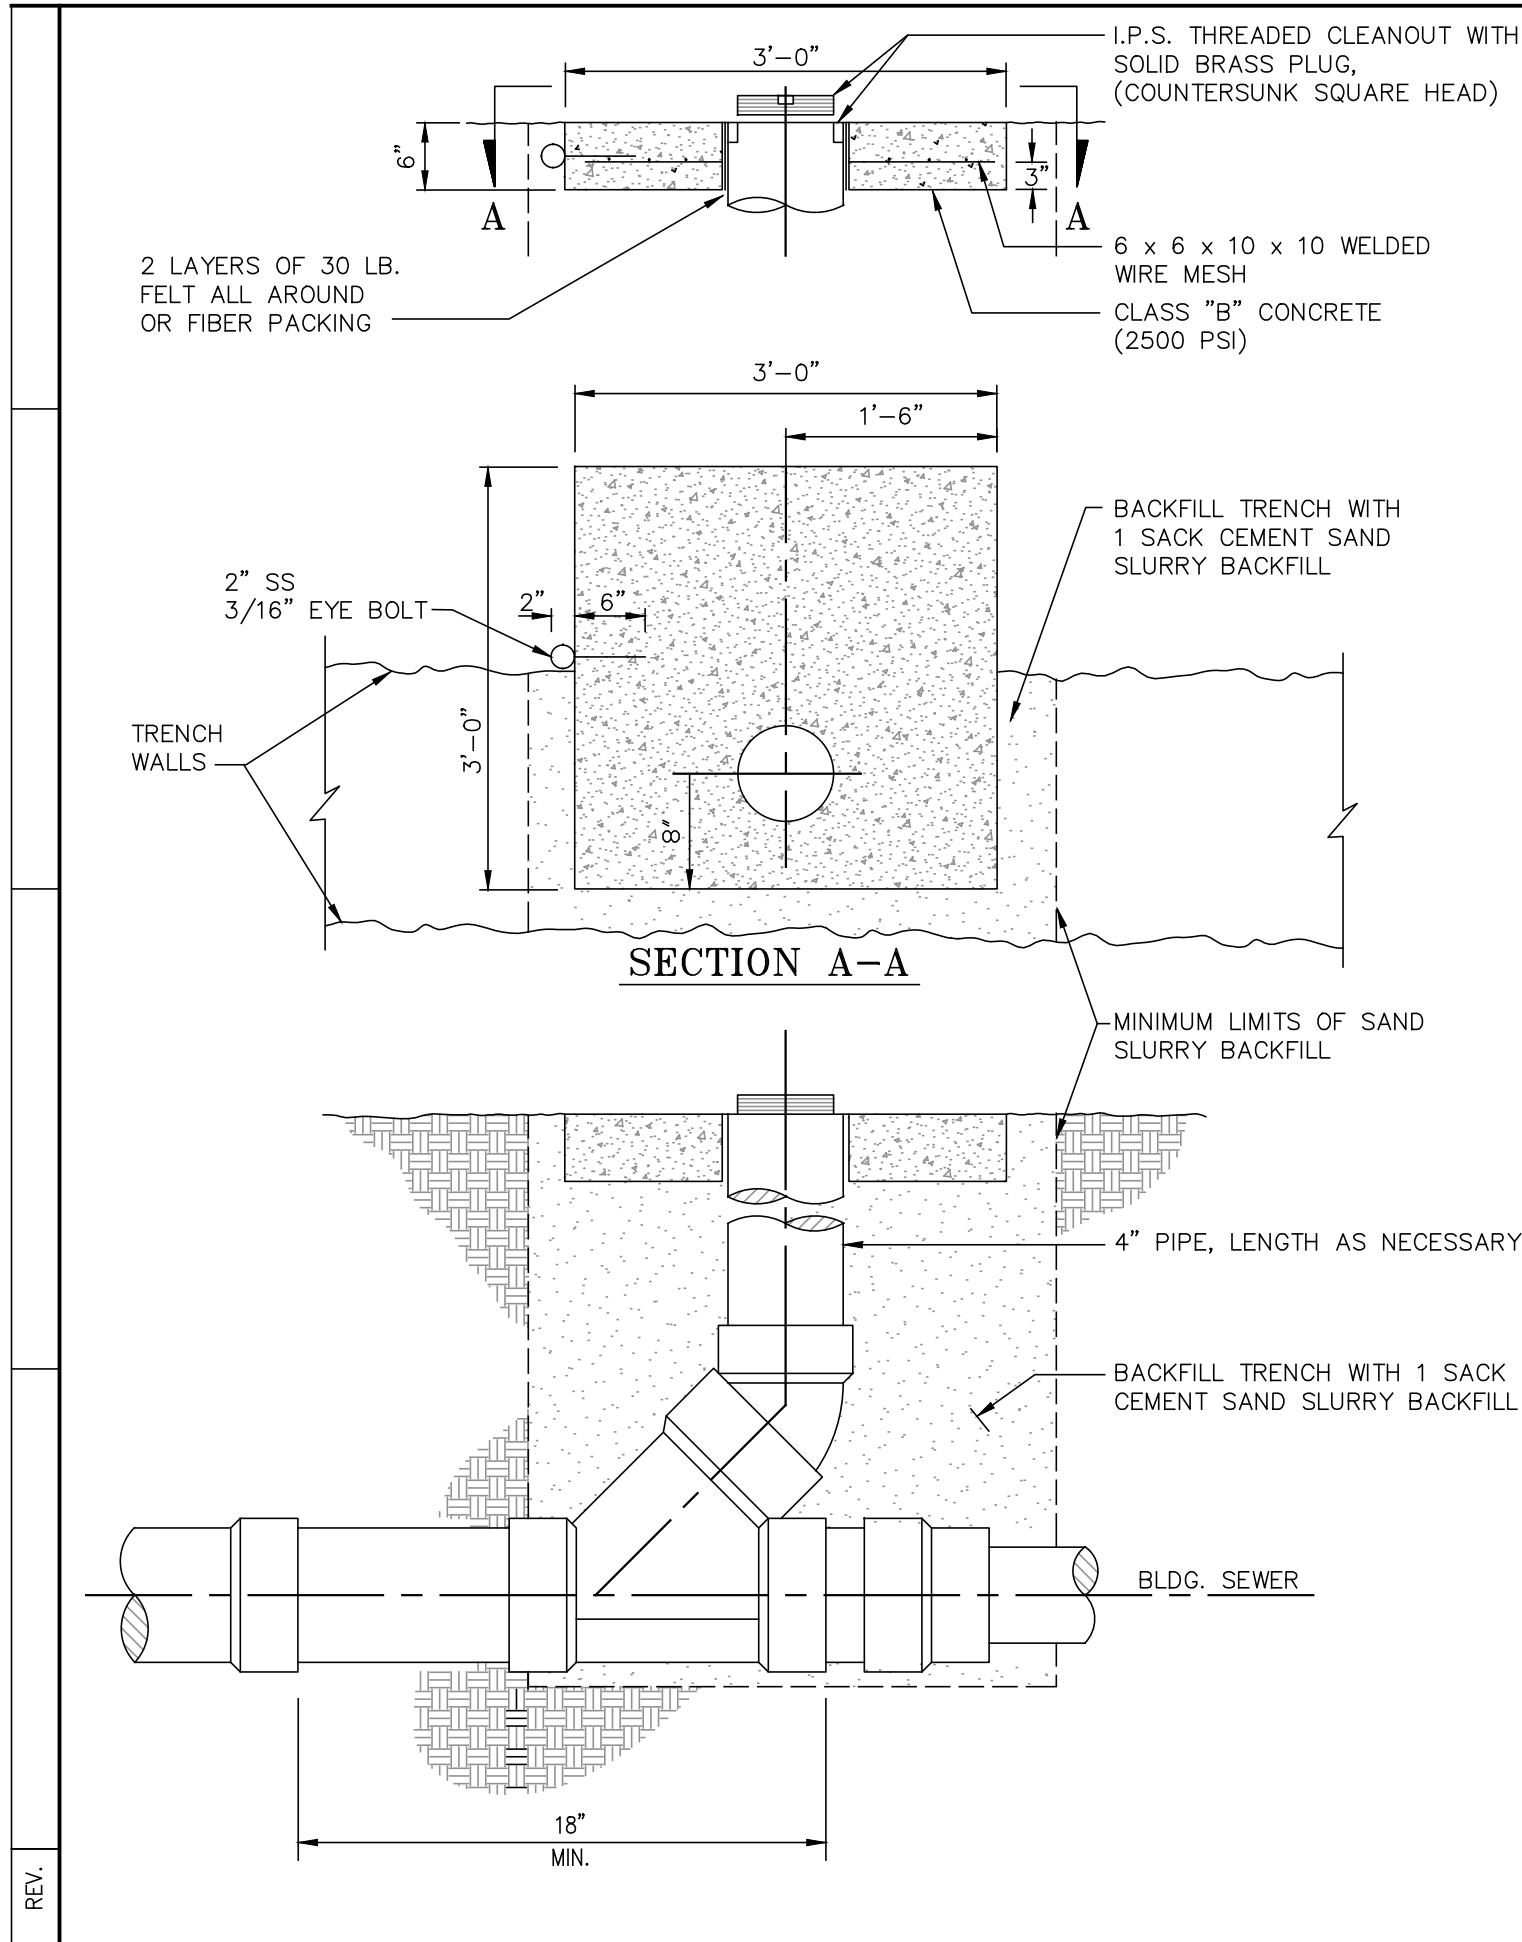 3'-0"
I.P.S. THREADED CLEANOUT WITH
SOLID BRASS PLUG,
(COUNTERSUNK SQUARE HEAD)
6"
3"
A
A
2 LAYERS OF 30 LB.
FELT ALL AROUND
OR FIBER PACKING
6 x 6 x 10 x 10 WELDED
WIRE MESH
CLASS "B" CONCRETE
(2500 PSI)
3'-0"
1'-6"
BACKFILL TRENCH WITH
1 SACK CEMENT SAND
SLURRY BACKFILL
2" SS
3/16" EYE BOLT
2"
6"
3'-0"
TRENCH
WALLS
8"
SECTION A-A
MINIMUM LIMITS OF SAND
SLURRY BACKFILL
4" PIPE, LENGTH AS NECESSARY
BACKFILL TRENCH WITH 1 SACK
CEMENT SAND SLURRY BACKFILL
BLDG. SEWER
18"
MIN.
REV.